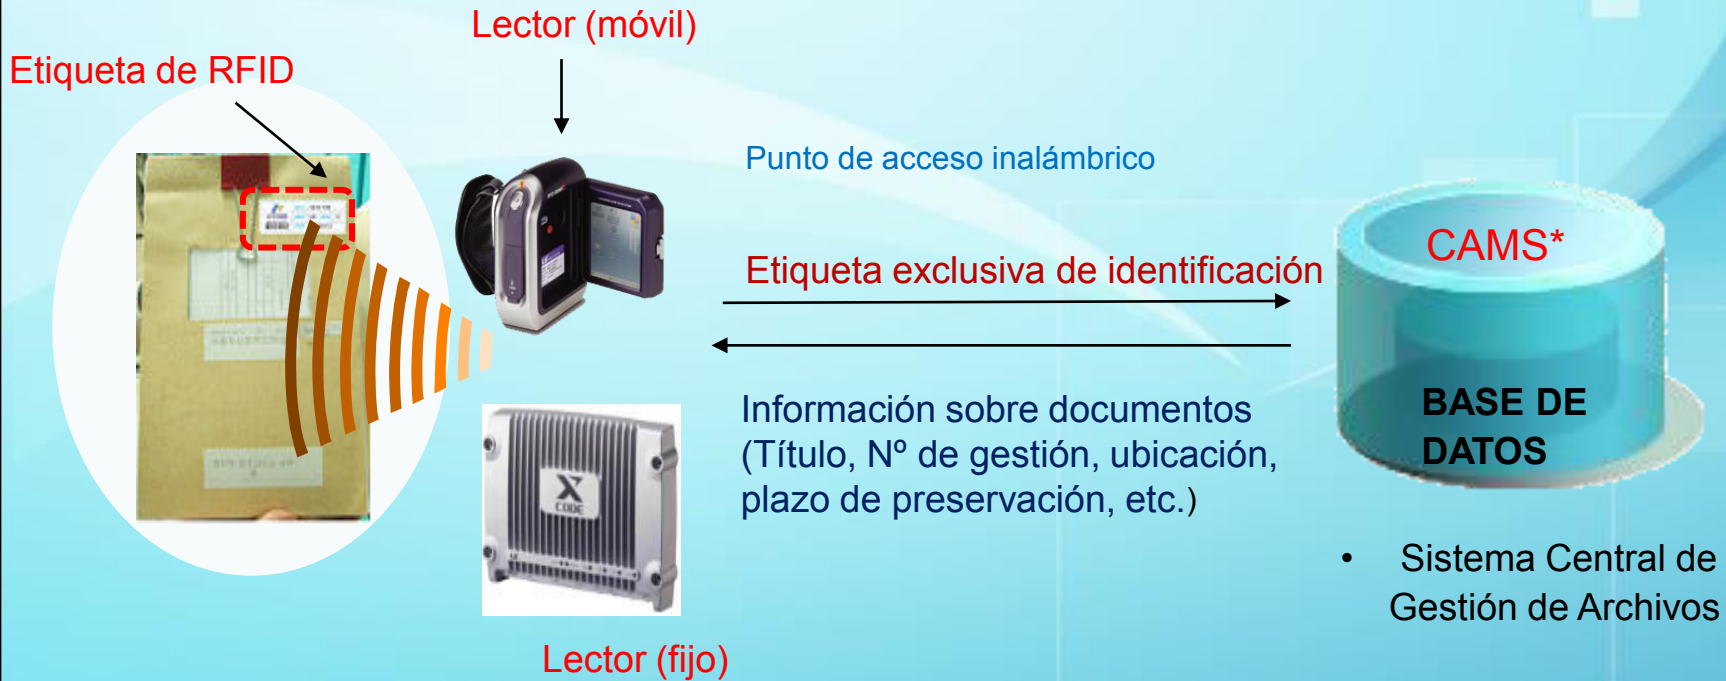 Lector (móvil)
Etiqueta de RFID
Punto de acceso inalámbrico
CAMS*
Etiqueta exclusiva de identificación
Información sobre documentos
(Título, Nº de gestión, ubicación,
plazo de preservación, etc.)
BASE DE
DATOS
X
CODE
• Sistema Central de
Gestión de Archivos
Lector (fijo)